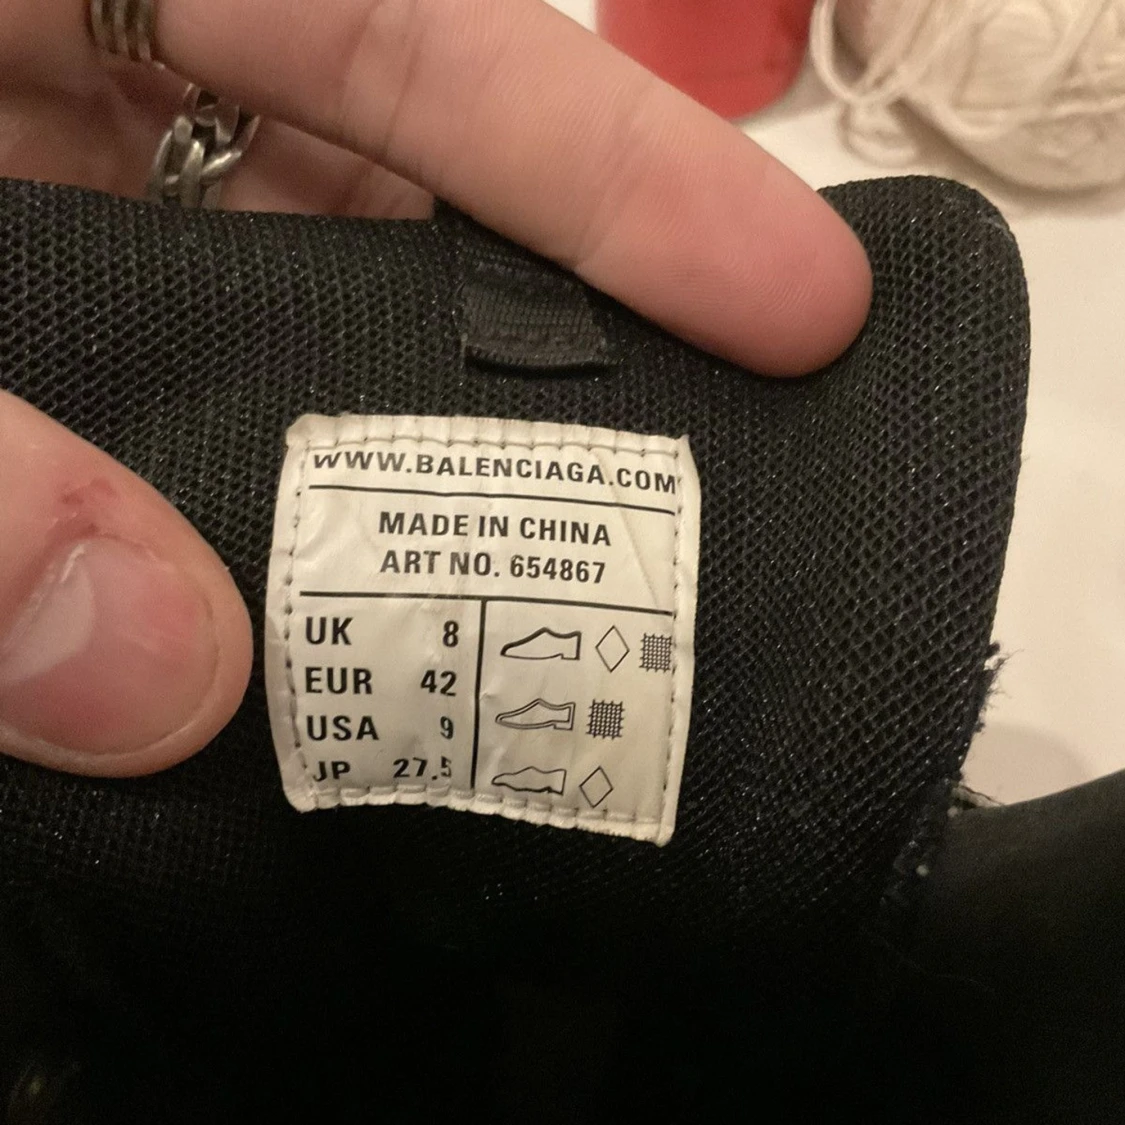 WWW.BALENCIAGA.COM
MADE IN CHINA
ART NO. 654867
UK 8
EUR 42
USA 9
JP 27.5